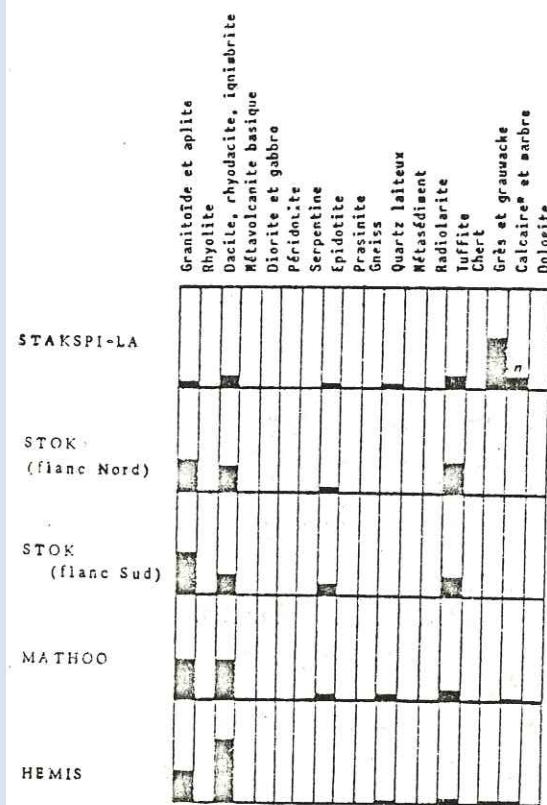 Granitoïde et aplite
Rhyolite
Dacite, rhyodacite, ignimbrite
Métavolcanite basique
Diorite et gabbro
Péridotite
Serpentine
Epidotite
Prasinite
Gneiss
Quartz laiteux
Métasédiment
Radiolarite
Tuffite
Chert
Grès et grauwacke
Calcaire* et marbre
Dolomite
STAKSPI-LA
n
STOK
(flanc Nord)
STOK
(flanc Sud)
MATHOO
HEMIS